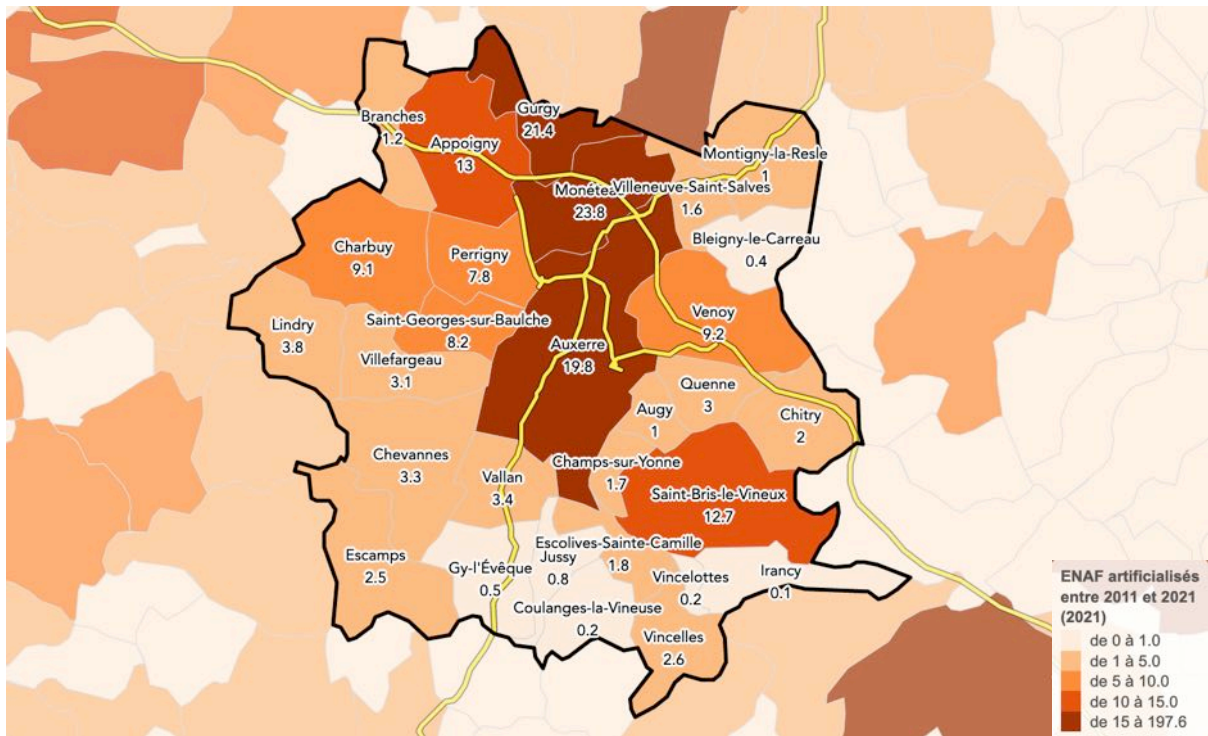 Gurgy
21.4
Branches
1.2
Appoigny
13
Montigny-la-Resle
1
Monéteau
23.8
Villeneuve-Saint-Salves
1.6
Bleigny-le-Carreau
0.4
Charbuy
9.1
Perrigny
7.8
Venoy
9.2
Lindry
3.8
Saint-Georges-sur-Baulche
8.2
Auxerre
19.8
Villefargeau
3.1
Quenne
3
Augy
1
Chitry
2
Chevannes
3.3
Vallan
3.4
Champs-sur-Yonne
1.7
Saint-Bris-le-Vineux
12.7
Escamps
2.5
Escolives-Sainte-Camille
1.8
Jussy
0.8
Gy-l'Évêque
0.5
Vincelottes
0.2
Irancy
0.1
Coulanges-la-Vineuse
0.2
Vincelles
2.6
ENAF artificialisés
entre 2011 et 2021
(2021)
de 0 à 1.0
de 1 à 5.0
de 5 à 10.0
de 10 à 15.0
de 15 à 197.6